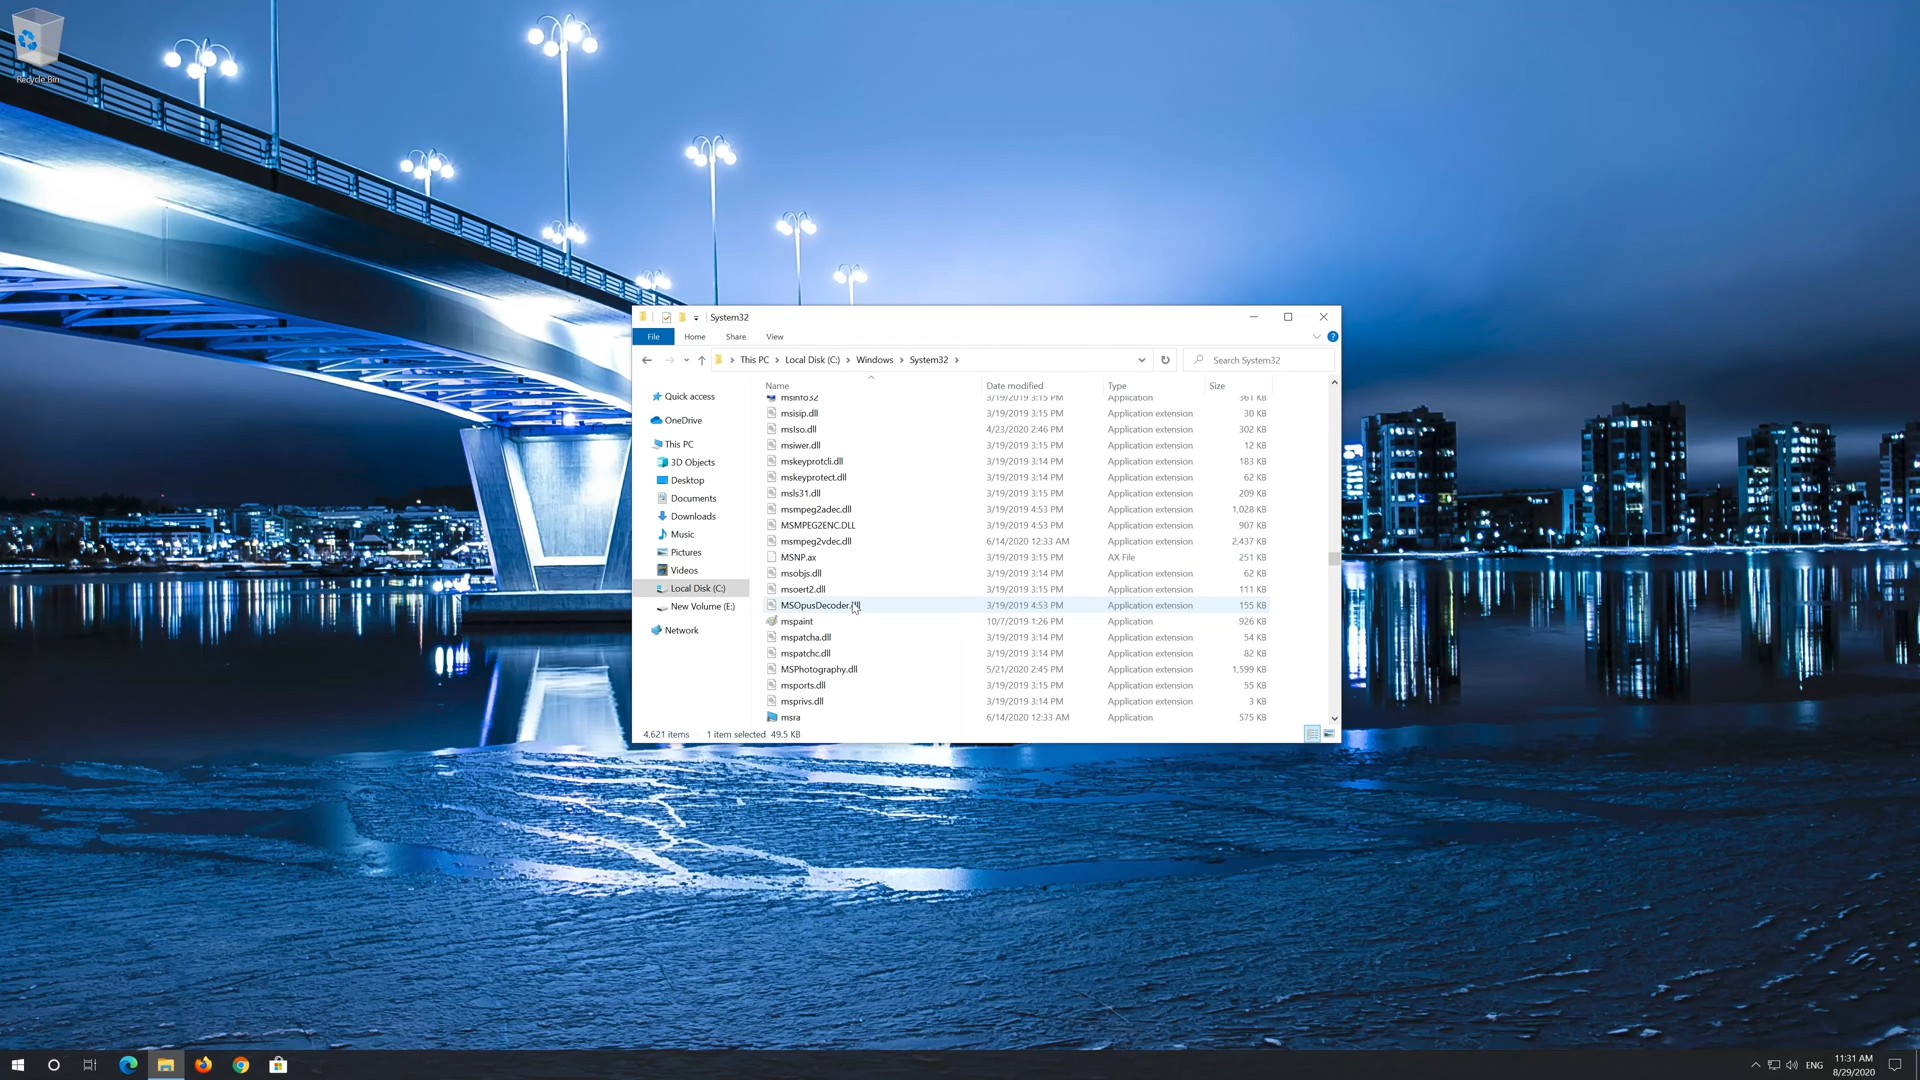 Recycle Bin
System32
File Home Share View
This PC Local Disk (C:) Windows System32
Search System32
Name Date modified Type Size
Quick access
OneDrive
This PC
3D Objects
Desktop
Documents
Downloads
Music
Pictures
Videos
Local Disk (C:)
New Volume (E:)
Network
msinfo32 3/19/2019 3:15 PM Application 361 KB
msisip.dll 3/19/2019 3:15 PM Application extension 30 KB
msIso.dll 4/23/2020 2:46 PM Application extension 302 KB
msiwer.dll 3/19/2019 3:15 PM Application extension 12 KB
mskeyprotcli.dll 3/19/2019 3:14 PM Application extension 183 KB
mskeyprotect.dll 3/19/2019 3:14 PM Application extension 62 KB
msls31.dll 3/19/2019 3:15 PM Application extension 209 KB
msmpeg2adec.dll 3/19/2019 4:53 PM Application extension 1,028 KB
MSMPEG2ENC.DLL 3/19/2019 4:53 PM Application extension 907 KB
msmpeg2vdec.dll 6/14/2020 12:33 AM Application extension 2,437 KB
MSNP.ax 3/19/2019 3:15 PM AX File 251 KB
msobjs.dll 3/19/2019 3:14 PM Application extension 62 KB
msoert2.dll 3/19/2019 3:15 PM Application extension 111 KB
MSOpusDecoder.dll 3/19/2019 4:53 PM Application extension 155 KB
mspaint 10/7/2019 1:26 PM Application 926 KB
mspatcha.dll 3/19/2019 3:14 PM Application extension 54 KB
mspatchc.dll 3/19/2019 3:14 PM Application extension 82 KB
MSPhotography.dll 5/21/2020 2:45 PM Application extension 1,599 KB
msports.dll 3/19/2019 3:15 PM Application extension 55 KB
msprivs.dll 3/19/2019 3:14 PM Application extension 3 KB
msra 6/14/2020 12:33 AM Application 575 KB
4,621 items 1 item selected 49.5 KB
ENG
11:31 AM
8/29/2020